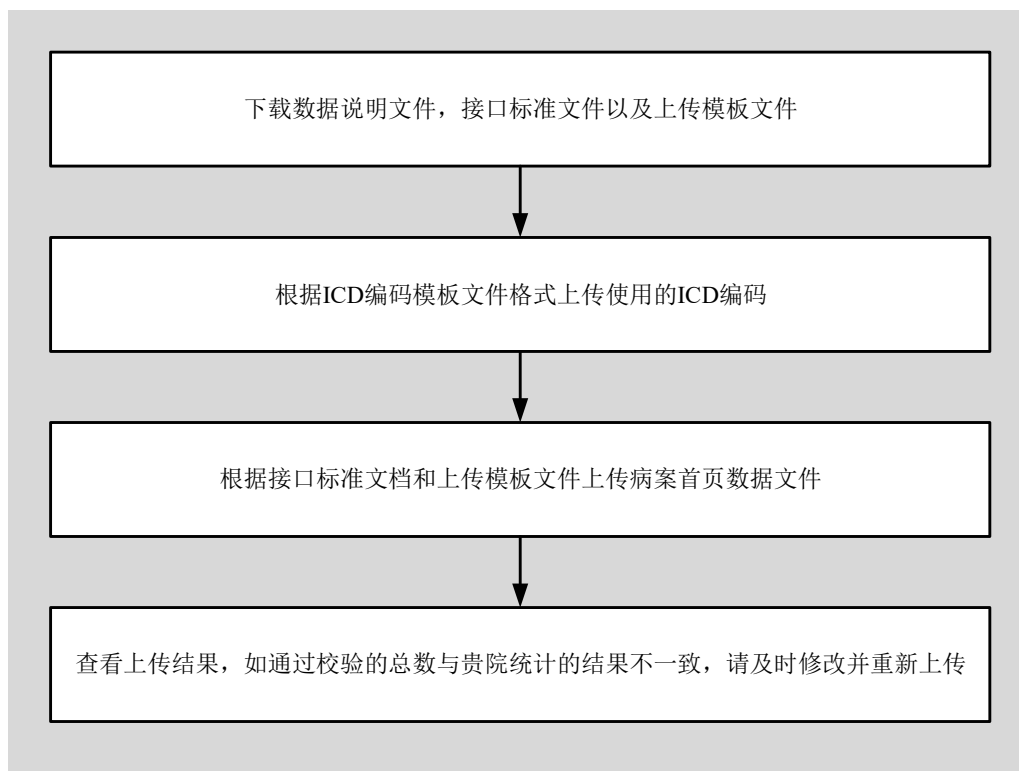 下载数据说明文件，接口标准文件以及上传模板文件
根据ICD编码模板文件格式上传使用的ICD编码
根据接口标准文档和上传模板文件上传病案首页数据文件
查看上传结果，如通过校验的总数与贵院统计的结果不一致，请及时修改并重新上传